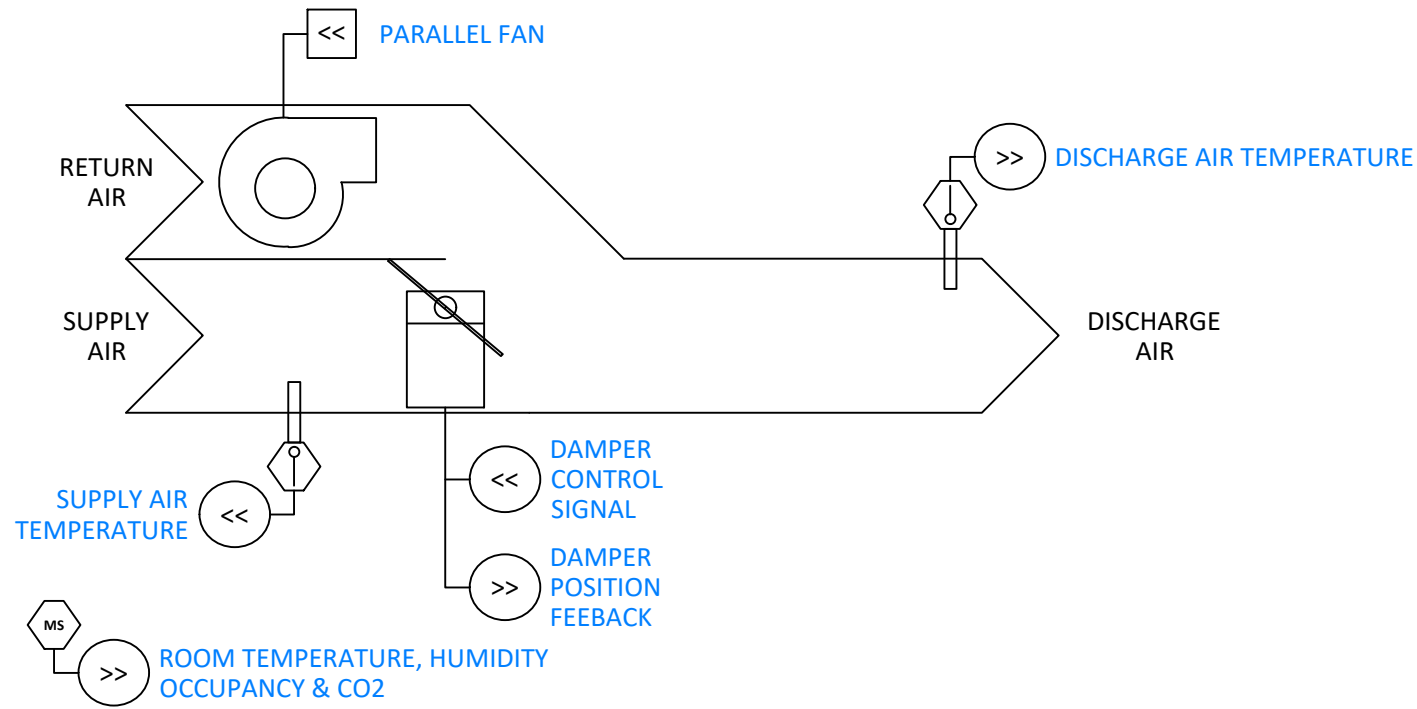 << PARALLEL FAN
RETURN
AIR
>> DISCHARGE AIR TEMPERATURE
SUPPLY
AIR
DISCHARGE
AIR
SUPPLY AIR
TEMPERATURE
<<
<<
DAMPER
CONTROL
SIGNAL
>>
DAMPER
POSITION
FEEBACK
MS
>>
ROOM TEMPERATURE, HUMIDITY
OCCUPANCY & CO2